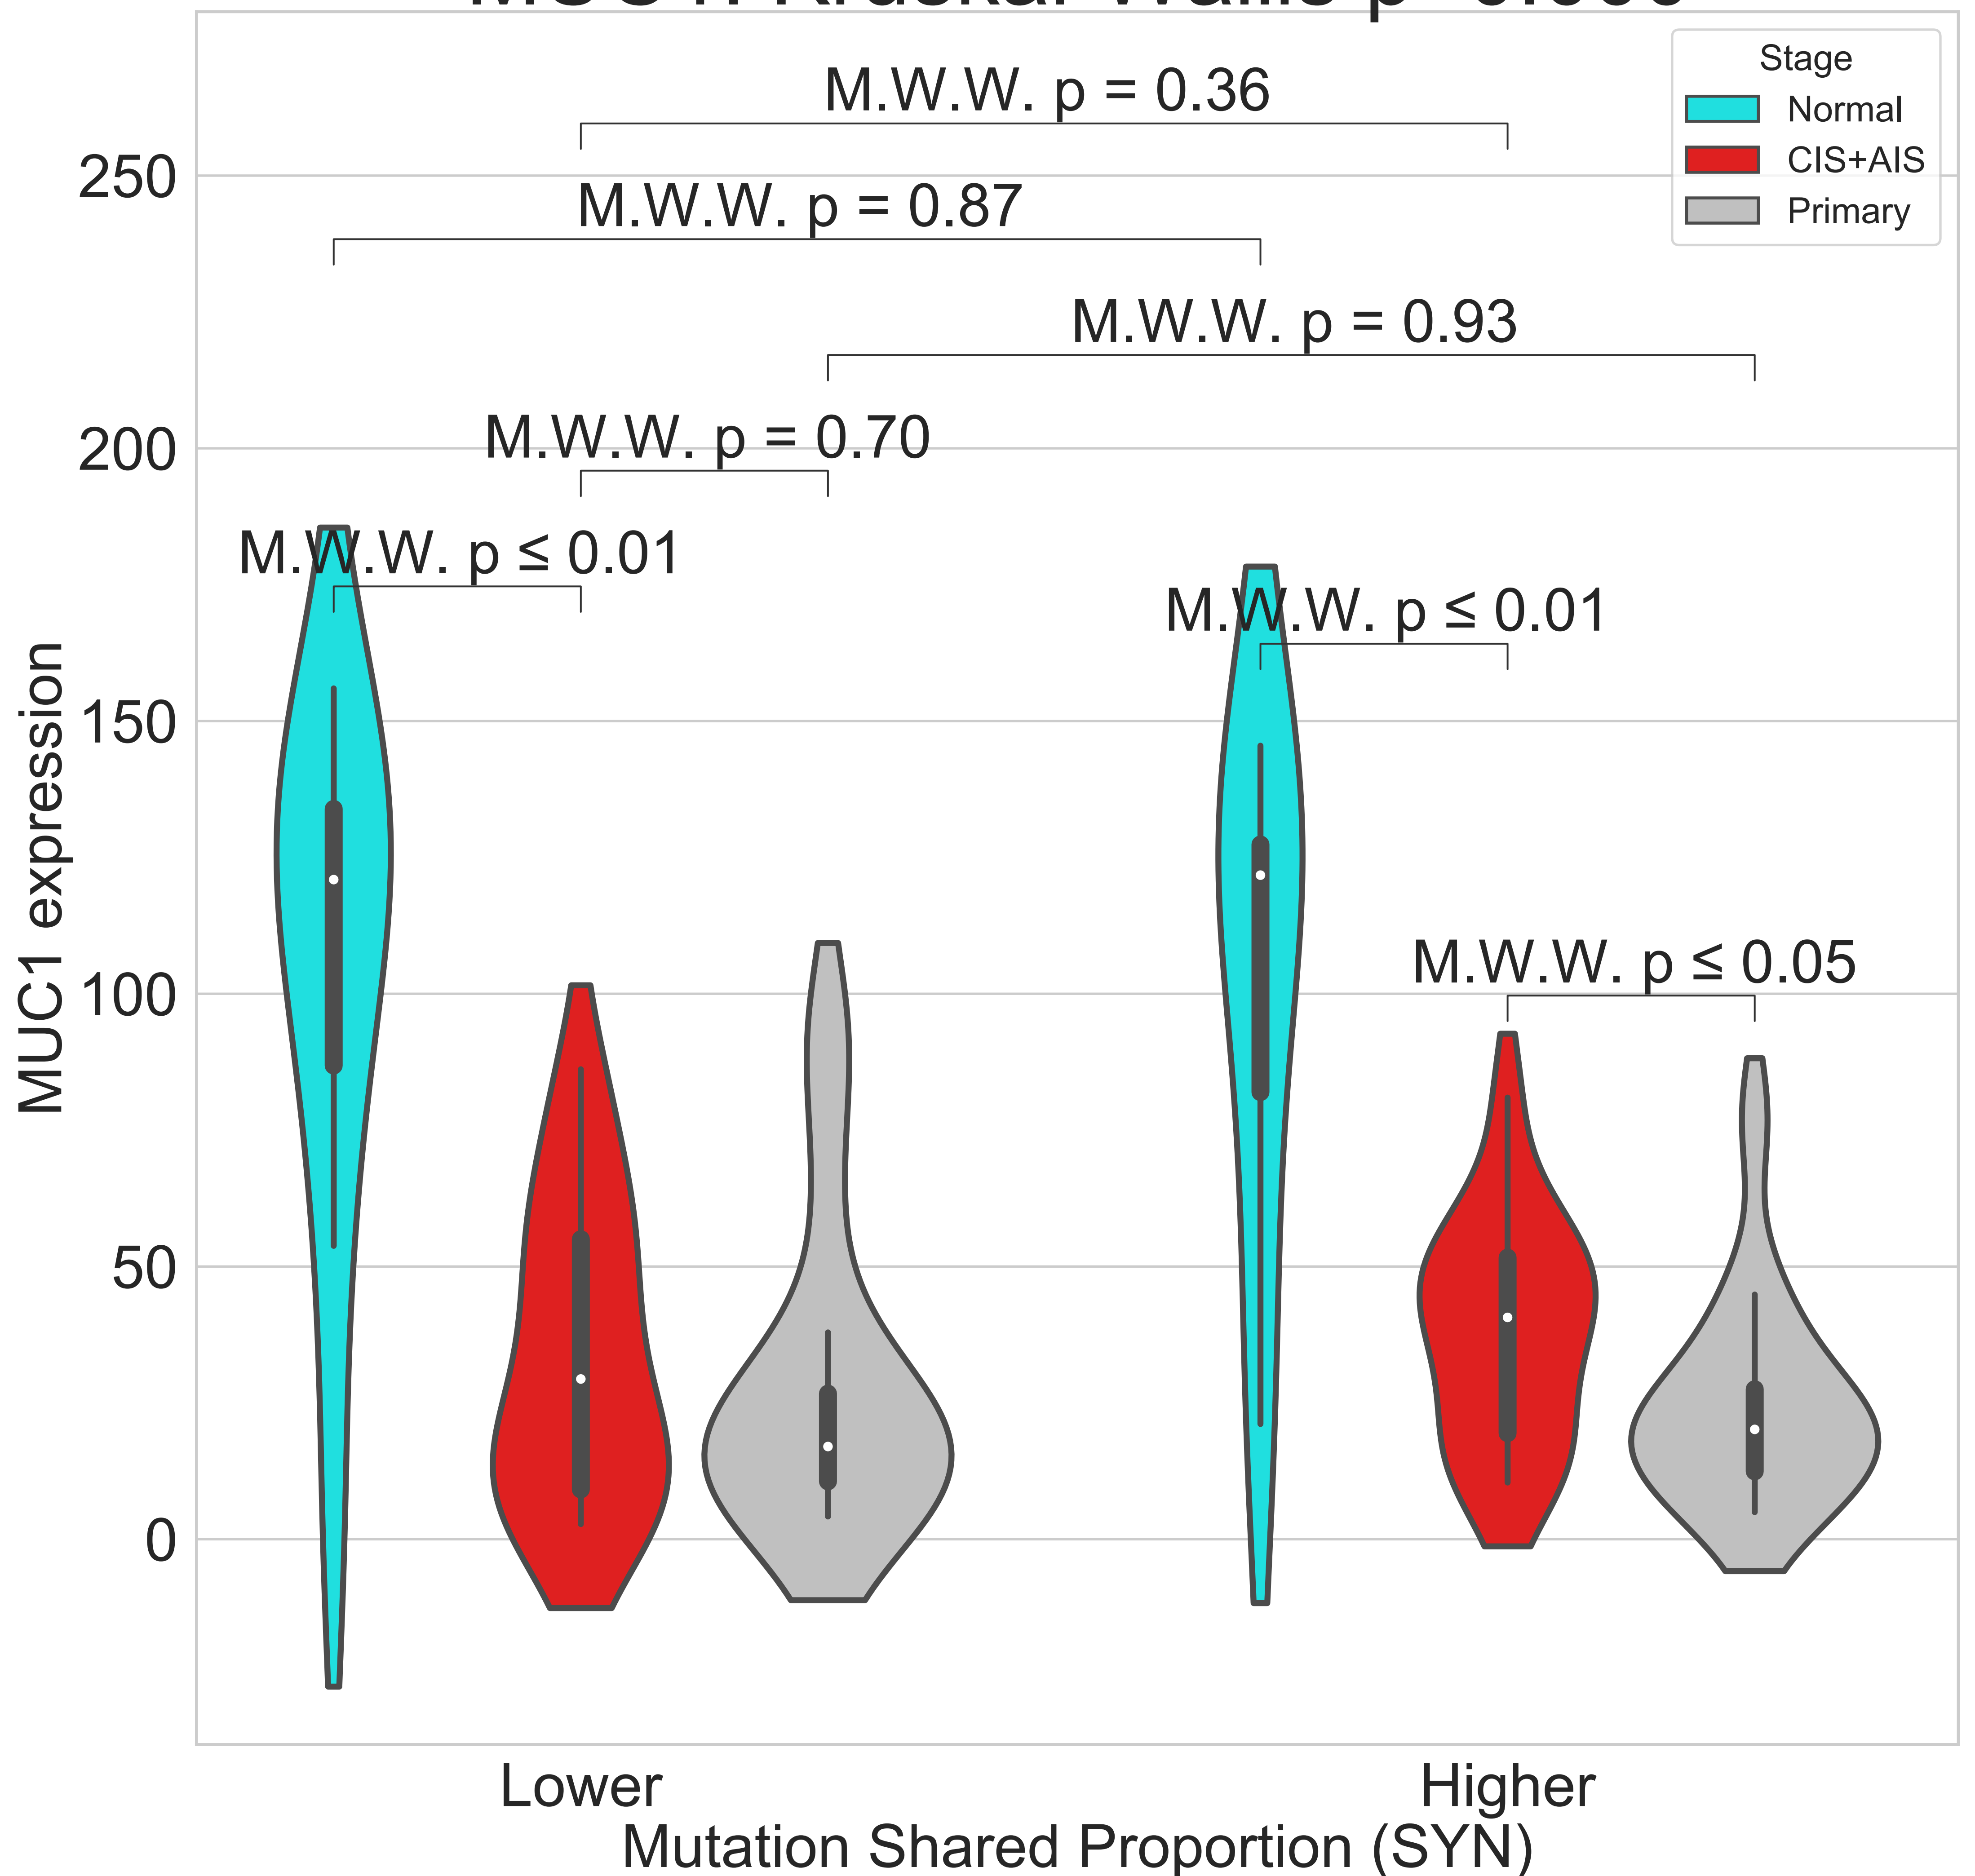 Stage
Normal
CIS+AIS
Primary
M.W.W. p = 0.36
M.W.W. p = 0.87
M.W.W. p = 0.93
M.W.W. p = 0.70
M.W.W. p ≤ 0.01
M.W.W. p ≤ 0.01
M.W.W. p ≤ 0.05
MUC1 expression
250
200
150
100
50
0
Lower
Higher
Mutation Shared Proportion (SYN)